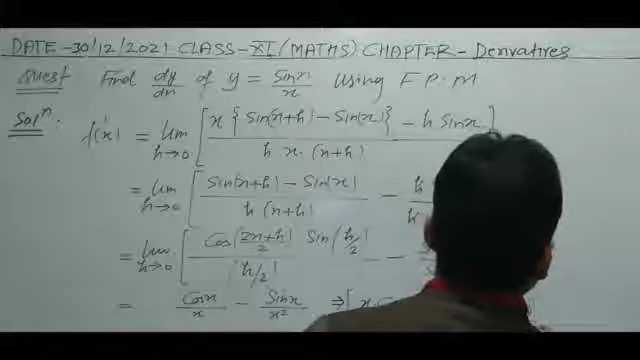 DATE -30/12/2021 CLASS-XI (MATHS) CHAPTER - Derivatives
Quest Find dy/dx of y = Sinx/x Using F.P.M
Solⁿ: f'(x) = lim h→0 [ x { Sin(x+h) - Sin(x) } - h Sinx ] / h x (x+h)
= lim h→0 [ Sin(x+h) - Sin(x) / h (x+h) - h
= lim h→0 [ Cos(2x+h/2) Sin(h/2) / (h/2) -
= Cosx/x - Sinx/x² ⇒ [ x